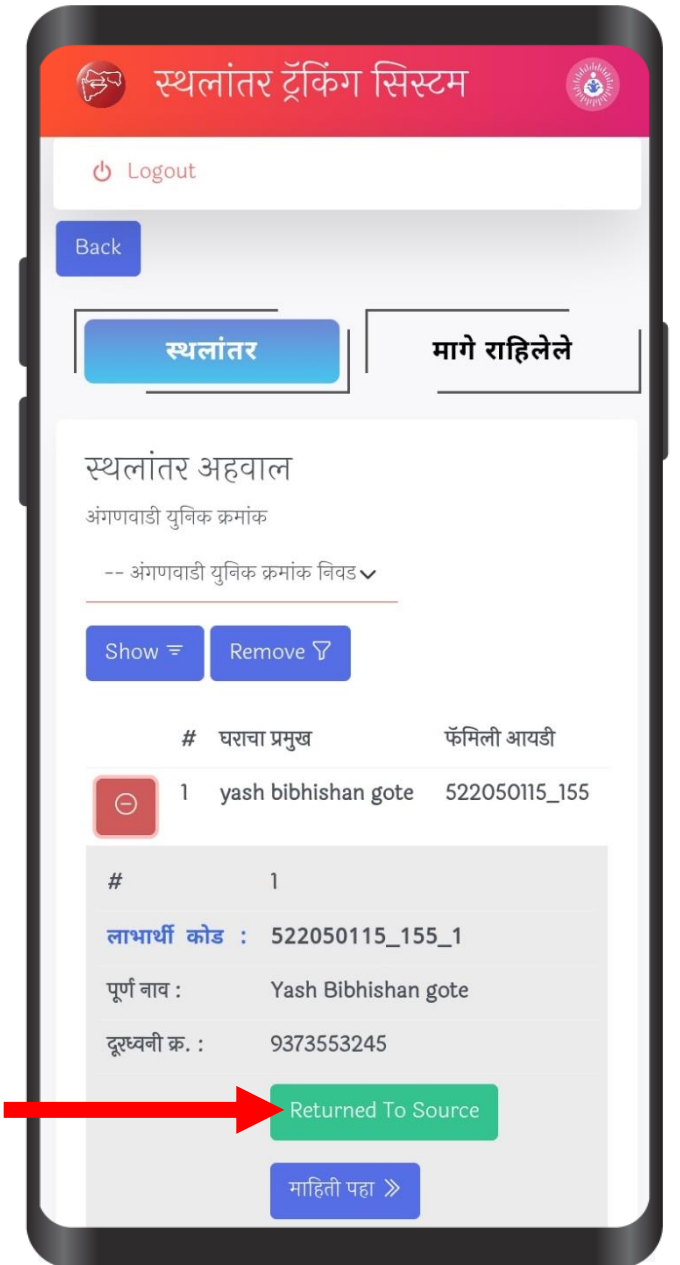 स्थलांतर ट्रॅकिंग सिस्टम
Logout
Back
स्थलांतर मागे राहिलेले
स्थलांतर अहवाल
अंगणवाडी युनिक क्रमांक
-- अंगणवाडी युनिक क्रमांक निवड
Show Remove
# घराचा प्रमुख फॅमिली आयडी
1 yash bibhishan gote 522050115_155
# 1
लाभार्थी कोड : 522050115_155_1
पूर्ण नाव : Yash Bibhishan gote
दूरध्वनी क्र. : 9373553245
Returned To Source
माहिती पहा